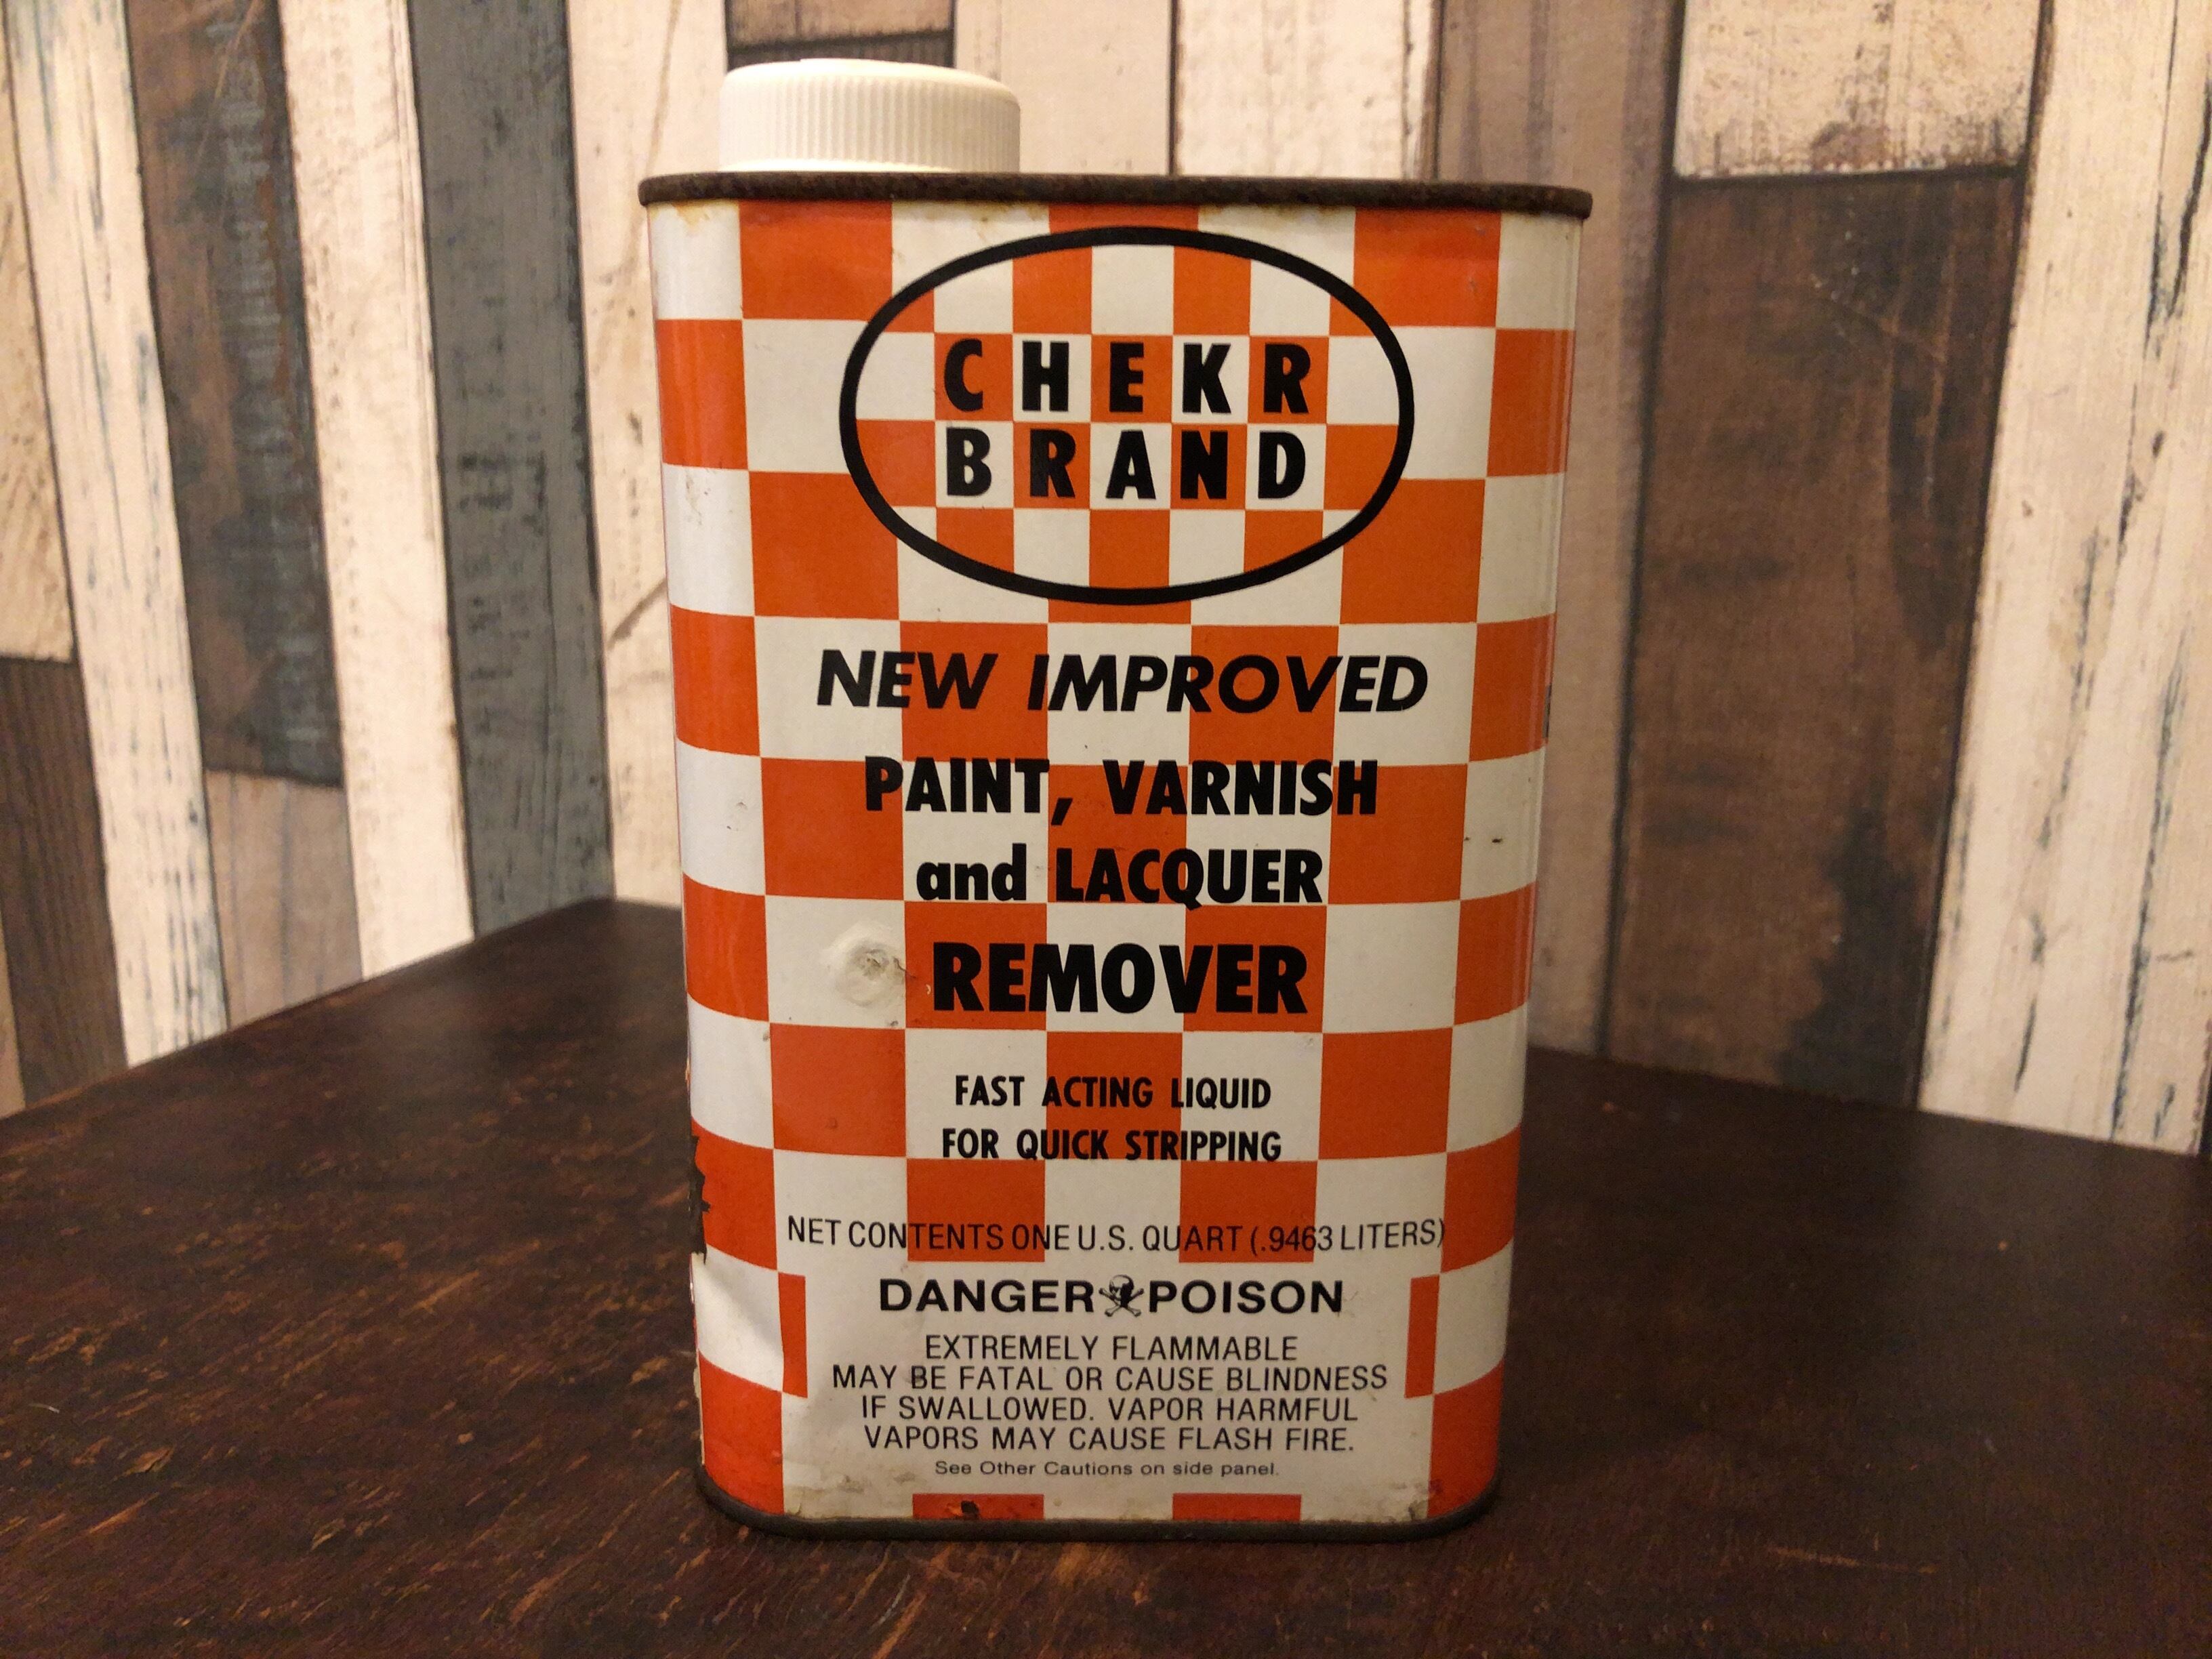 CHEKR
BRAND
NEW IMPROVED
PAINT, VARNISH
and LACQUER
REMOVER
FAST ACTING LIQUID
FOR QUICK STRIPPING
NET CONTENTS ONE U.S. QUART (.9463 LITERS)
DANGER POISON
EXTREMELY FLAMMABLE
MAY BE FATAL OR CAUSE BLINDNESS
IF SWALLOWED. VAPOR HARMFUL
VAPORS MAY CAUSE FLASH FIRE.
See Other Cautions on side panel.